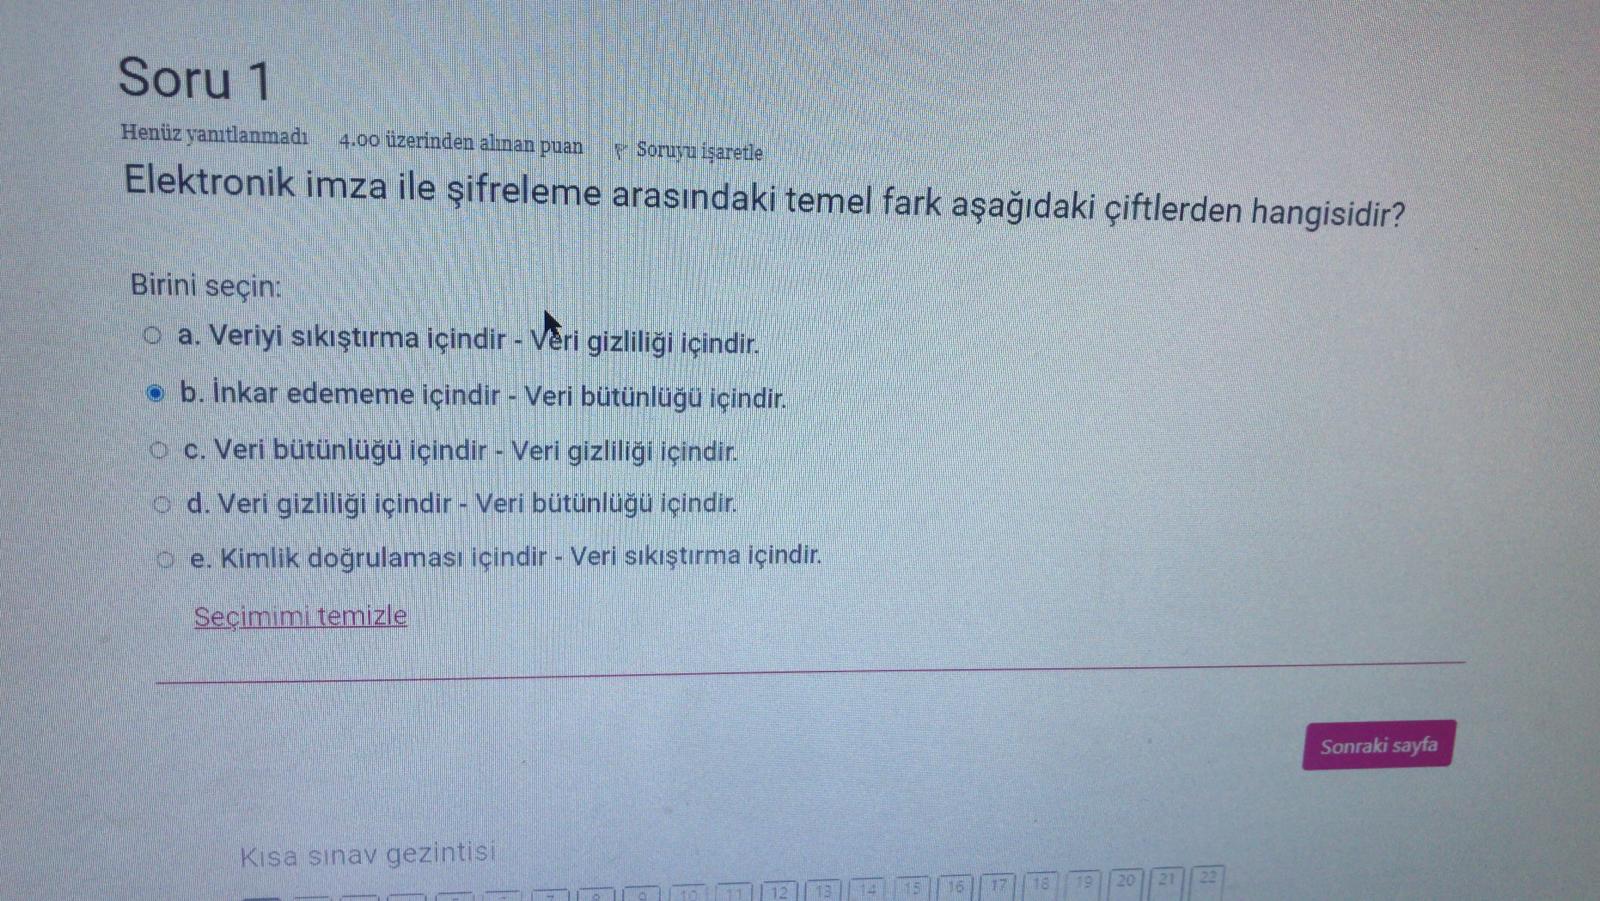 Soru 1
Henüz yanıtlanmadı 4.00 üzerinden alınan puan Soruyu işaretle
Elektronik imza ile şifreleme arasındaki temel fark aşağıdaki çiftlerden hangisidir?
Birini seçin:
a. Veriyi sıkıştırma içindir - Veri gizliliği içindir.
b. İnkar edememe içindir - Veri bütünlüğü içindir.
c. Veri bütünlüğü içindir - Veri gizliliği içindir.
d. Veri gizliliği içindir - Veri bütünlüğü içindir.
e. Kimlik doğrulaması içindir - Veri sıkıştırma içindir.
Seçimimi temizle
Sonraki sayfa
Kısa sınav gezintisi
7 8 9 10 11 12 13 14 15 16 17 18 19 20 21 22